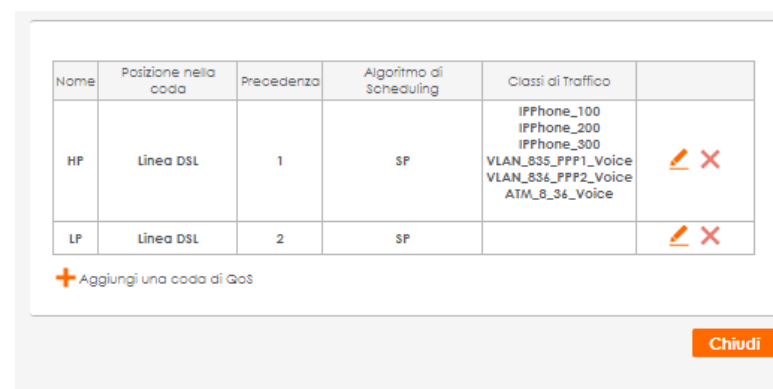 Nome Posizione nella coda Precedenza Algoritmo di Scheduling Classi di Traffico
HP Linea DSL 1 SP IPPhone_100
IPPhone_200
IPPhone_300
VLAN_835_PPP1_Voice
VLAN_836_PPP2_Voice
ATM_8_36_Voice
LP Linea DSL 2 SP
Aggiungi una coda di QoS
Chiudi